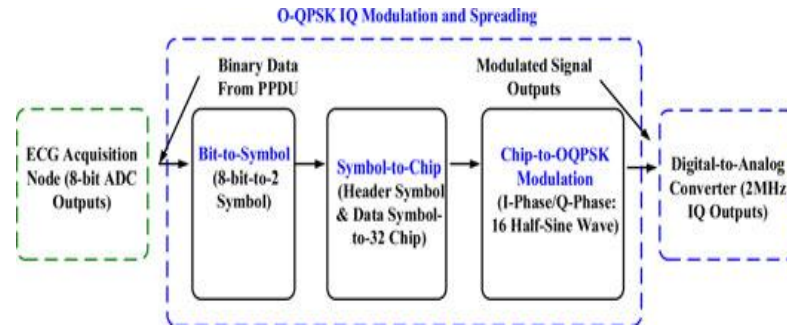 O-QPSK IQ Modulation and Spreading
Binary Data
From PPDU
Modulated Signal
Outputs
ECG Acquisition
Node (8-bit ADC
Outputs)
Bit-to-Symbol
(8-bit-to-2
Symbol)
Symbol-to-Chip
(Header Symbol
& Data Symbol-
to-32 Chip)
Chip-to-OQPSK
Modulation
(I-Phase/Q-Phase:
16 Half-Sine Wave)
Digital-to-Analog
Converter (2MHz
IQ Outputs)